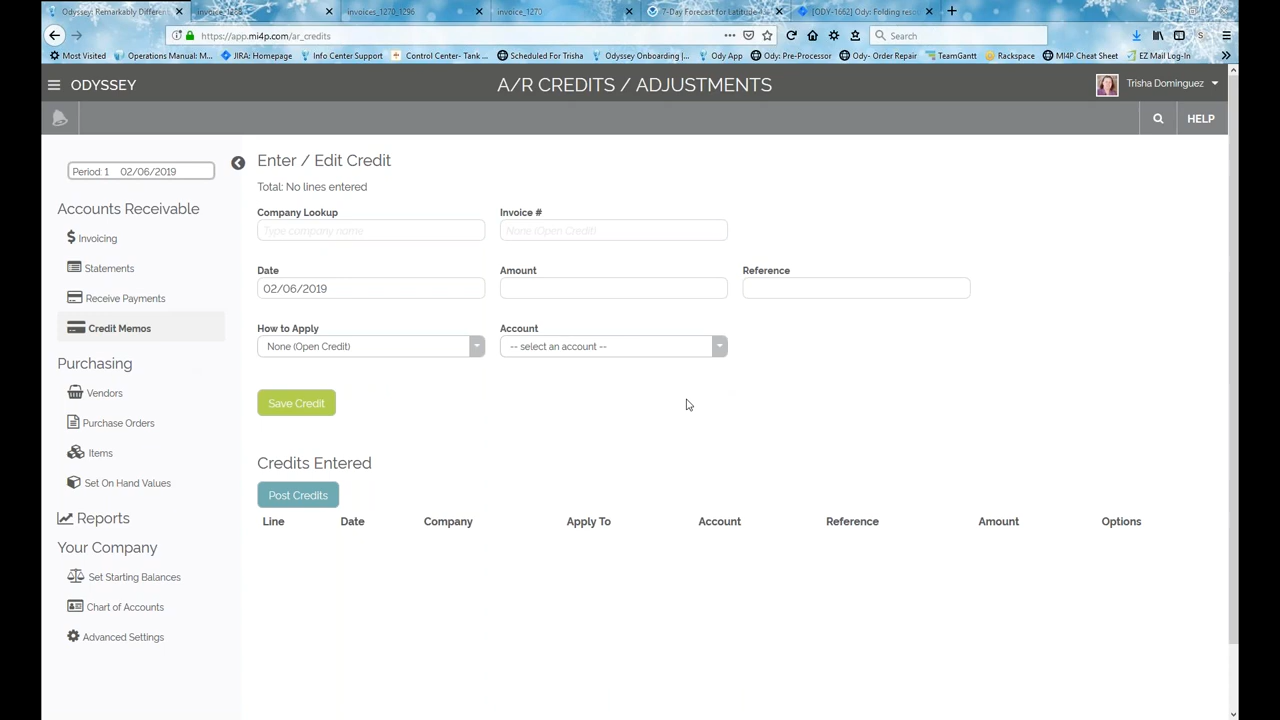 Odyssey: Remarkably Differen
invoice_1268
invoices_1270_1296
invoice_1270
7-Day Forecast for Latitude
[ODY-1662] Ody: Folding reso
https://app.mi4p.com/ar_credits
Search
Most Visited
Operations Manual: M...
JIRA: Homepage
Info Center Support
Control Center- Tank ...
Scheduled For Trisha
Odyssey Onboarding |...
Ody App
Ody: Pre-Processor
Ody- Order Repair
TeamGantt
Rackspace
MI4P Cheat Sheet
EZ Mail Log-In
ODYSSEY
A/R CREDITS / ADJUSTMENTS
Trisha Dominguez
HELP
Period: 1 02/06/2019
Accounts Receivable
Invoicing
Statements
Receive Payments
Credit Memos
Purchasing
Vendors
Purchase Orders
Items
Set On Hand Values
Reports
Your Company
Set Starting Balances
Chart of Accounts
Advanced Settings
Enter / Edit Credit
Total: No lines entered
Company Lookup
Invoice #
Type company name
None (Open Credit)
Date
Amount
Reference
02/06/2019
How to Apply
Account
None (Open Credit)
-- select an account --
Save Credit
Credits Entered
Post Credits
Line Date Company Apply To Account Reference Amount Options